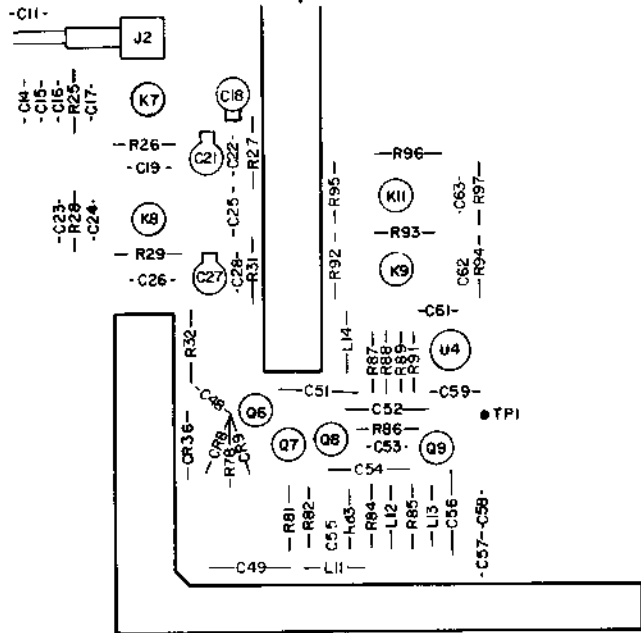 -C11-
J2
C14-
C15-
C16-
R25
C17-
K7
C18
R26
C19
C21
C22
R27
R96
C23-
R28
C24-
K8
C25
R95
K11
C63
R97
R93
R29
C26
C27
C28
R31
R92
K9
C62
R94
-C61-
R32
L14
R87
R88
R89
R91
U4
C48
C51
C52
C59
TP1
CR36
CR8
R78
CR9
Q6
Q7
Q8
R86
C53
Q9
C54
R81
R82
C55
R83
R84
L12
R85
L13
C56
C57-
C58-
C49
L11